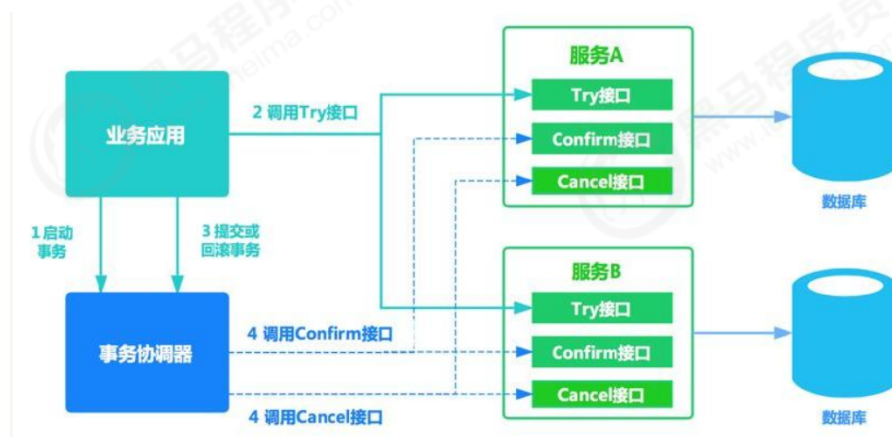 服务A
Try接口
Confirm接口
Cancel接口
数据库
业务应用
2 调用Try接口
1 启动
事务
3 提交或
回滚事务
事务协调器
4 调用Confirm接口
4 调用Cancel接口
服务B
Try接口
Confirm接口
Cancel接口
数据库
黑马程序员